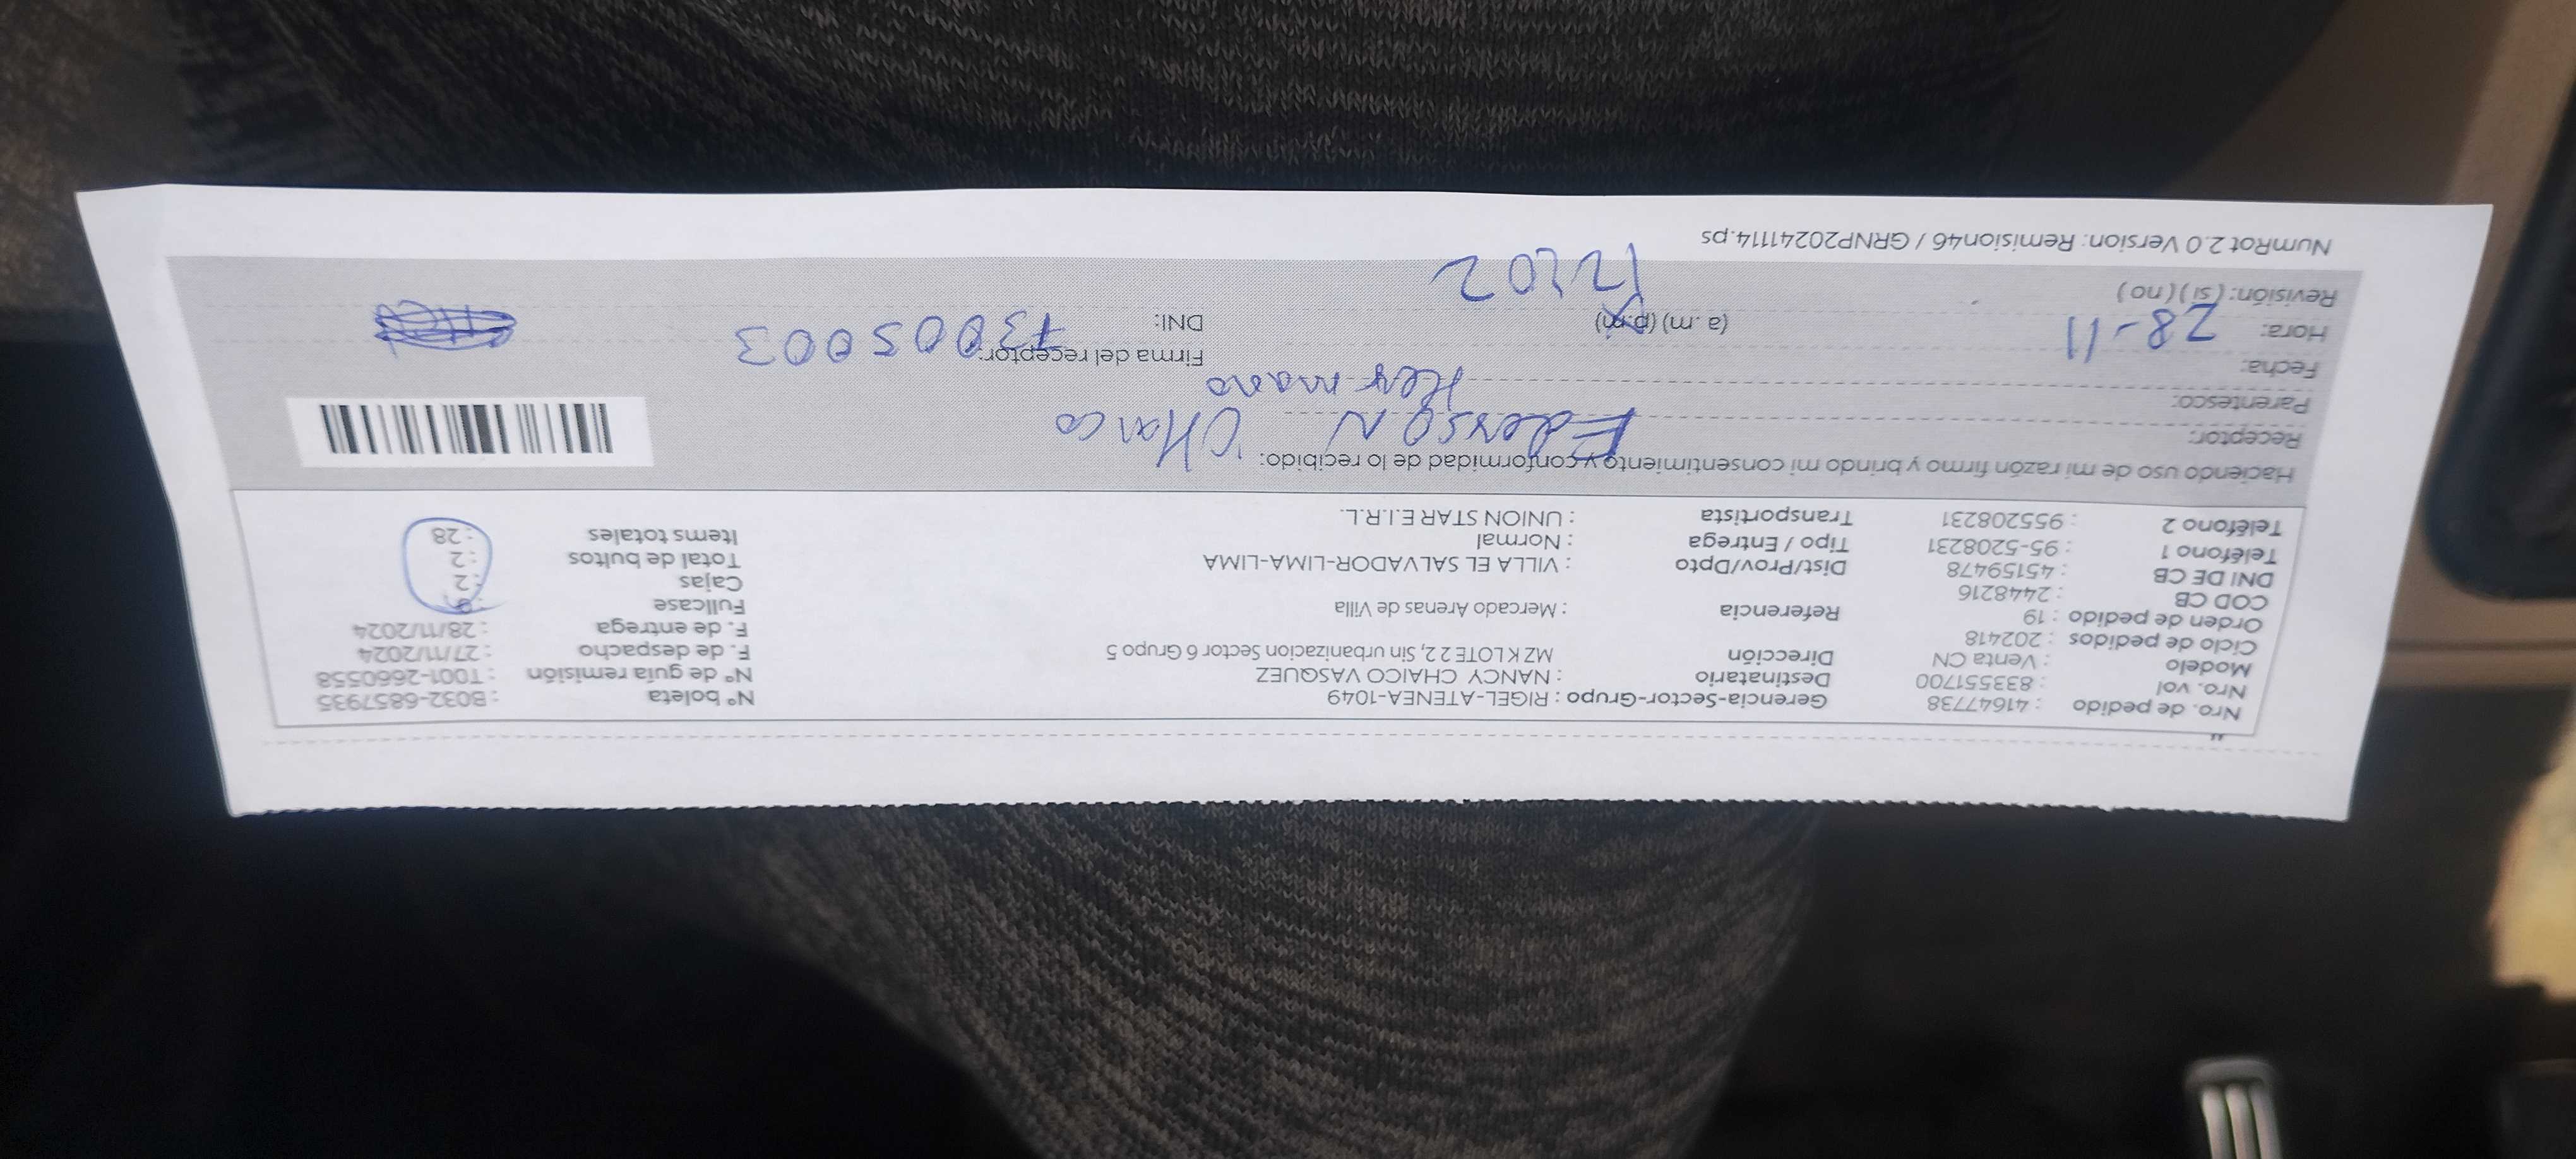 Nro. de pedido : 41647738
Nro. vol : 833551700
Modelo : Venta CN
Ciclo de pedidos : 202418
Orden de pedido : 19
COD CB : 2448216
DNI DE CB : 45159478
Teléfono 1 : 95-5208231
Teléfono 2 : 955208231
Gerencia-Sector-Grupo : RIGEL-ATENEA-1049
Destinatario : NANCY CHAICO VASQUEZ
Dirección MZ K LOTE 2 2, Sin urbanizacion Sector 6 Grupo 5
Referencia : Mercado Arenas de Villa
Dist/Prov/Dpto : VILLA EL SALVADOR-LIMA-LIMA
Tipo / Entrega : Normal
Transportista : UNION STAR E.I.R.L.
N° boleta : B032-6857935
N° de guía remisión : T001-2660558
F. de despacho : 27/11/2024
F. de entrega : 28/11/2024
Fullcase : 0
Cajas : 2
Total de bultos : 2
Items totales : 28
Haciendo uso de mi razón firmo y brindo mi consentimiento y conformidad de lo recibido:
Receptor: Ederson
Parentesco: Hermano
Fecha:
Hora: 28-11 (a.m) (p.m)
Revisión: ( si ) ( no ) 12:02
Firma del receptor:
DNI: 73005003
NumRot 2.0 Version: Remision46 / GRNP20241114.ps